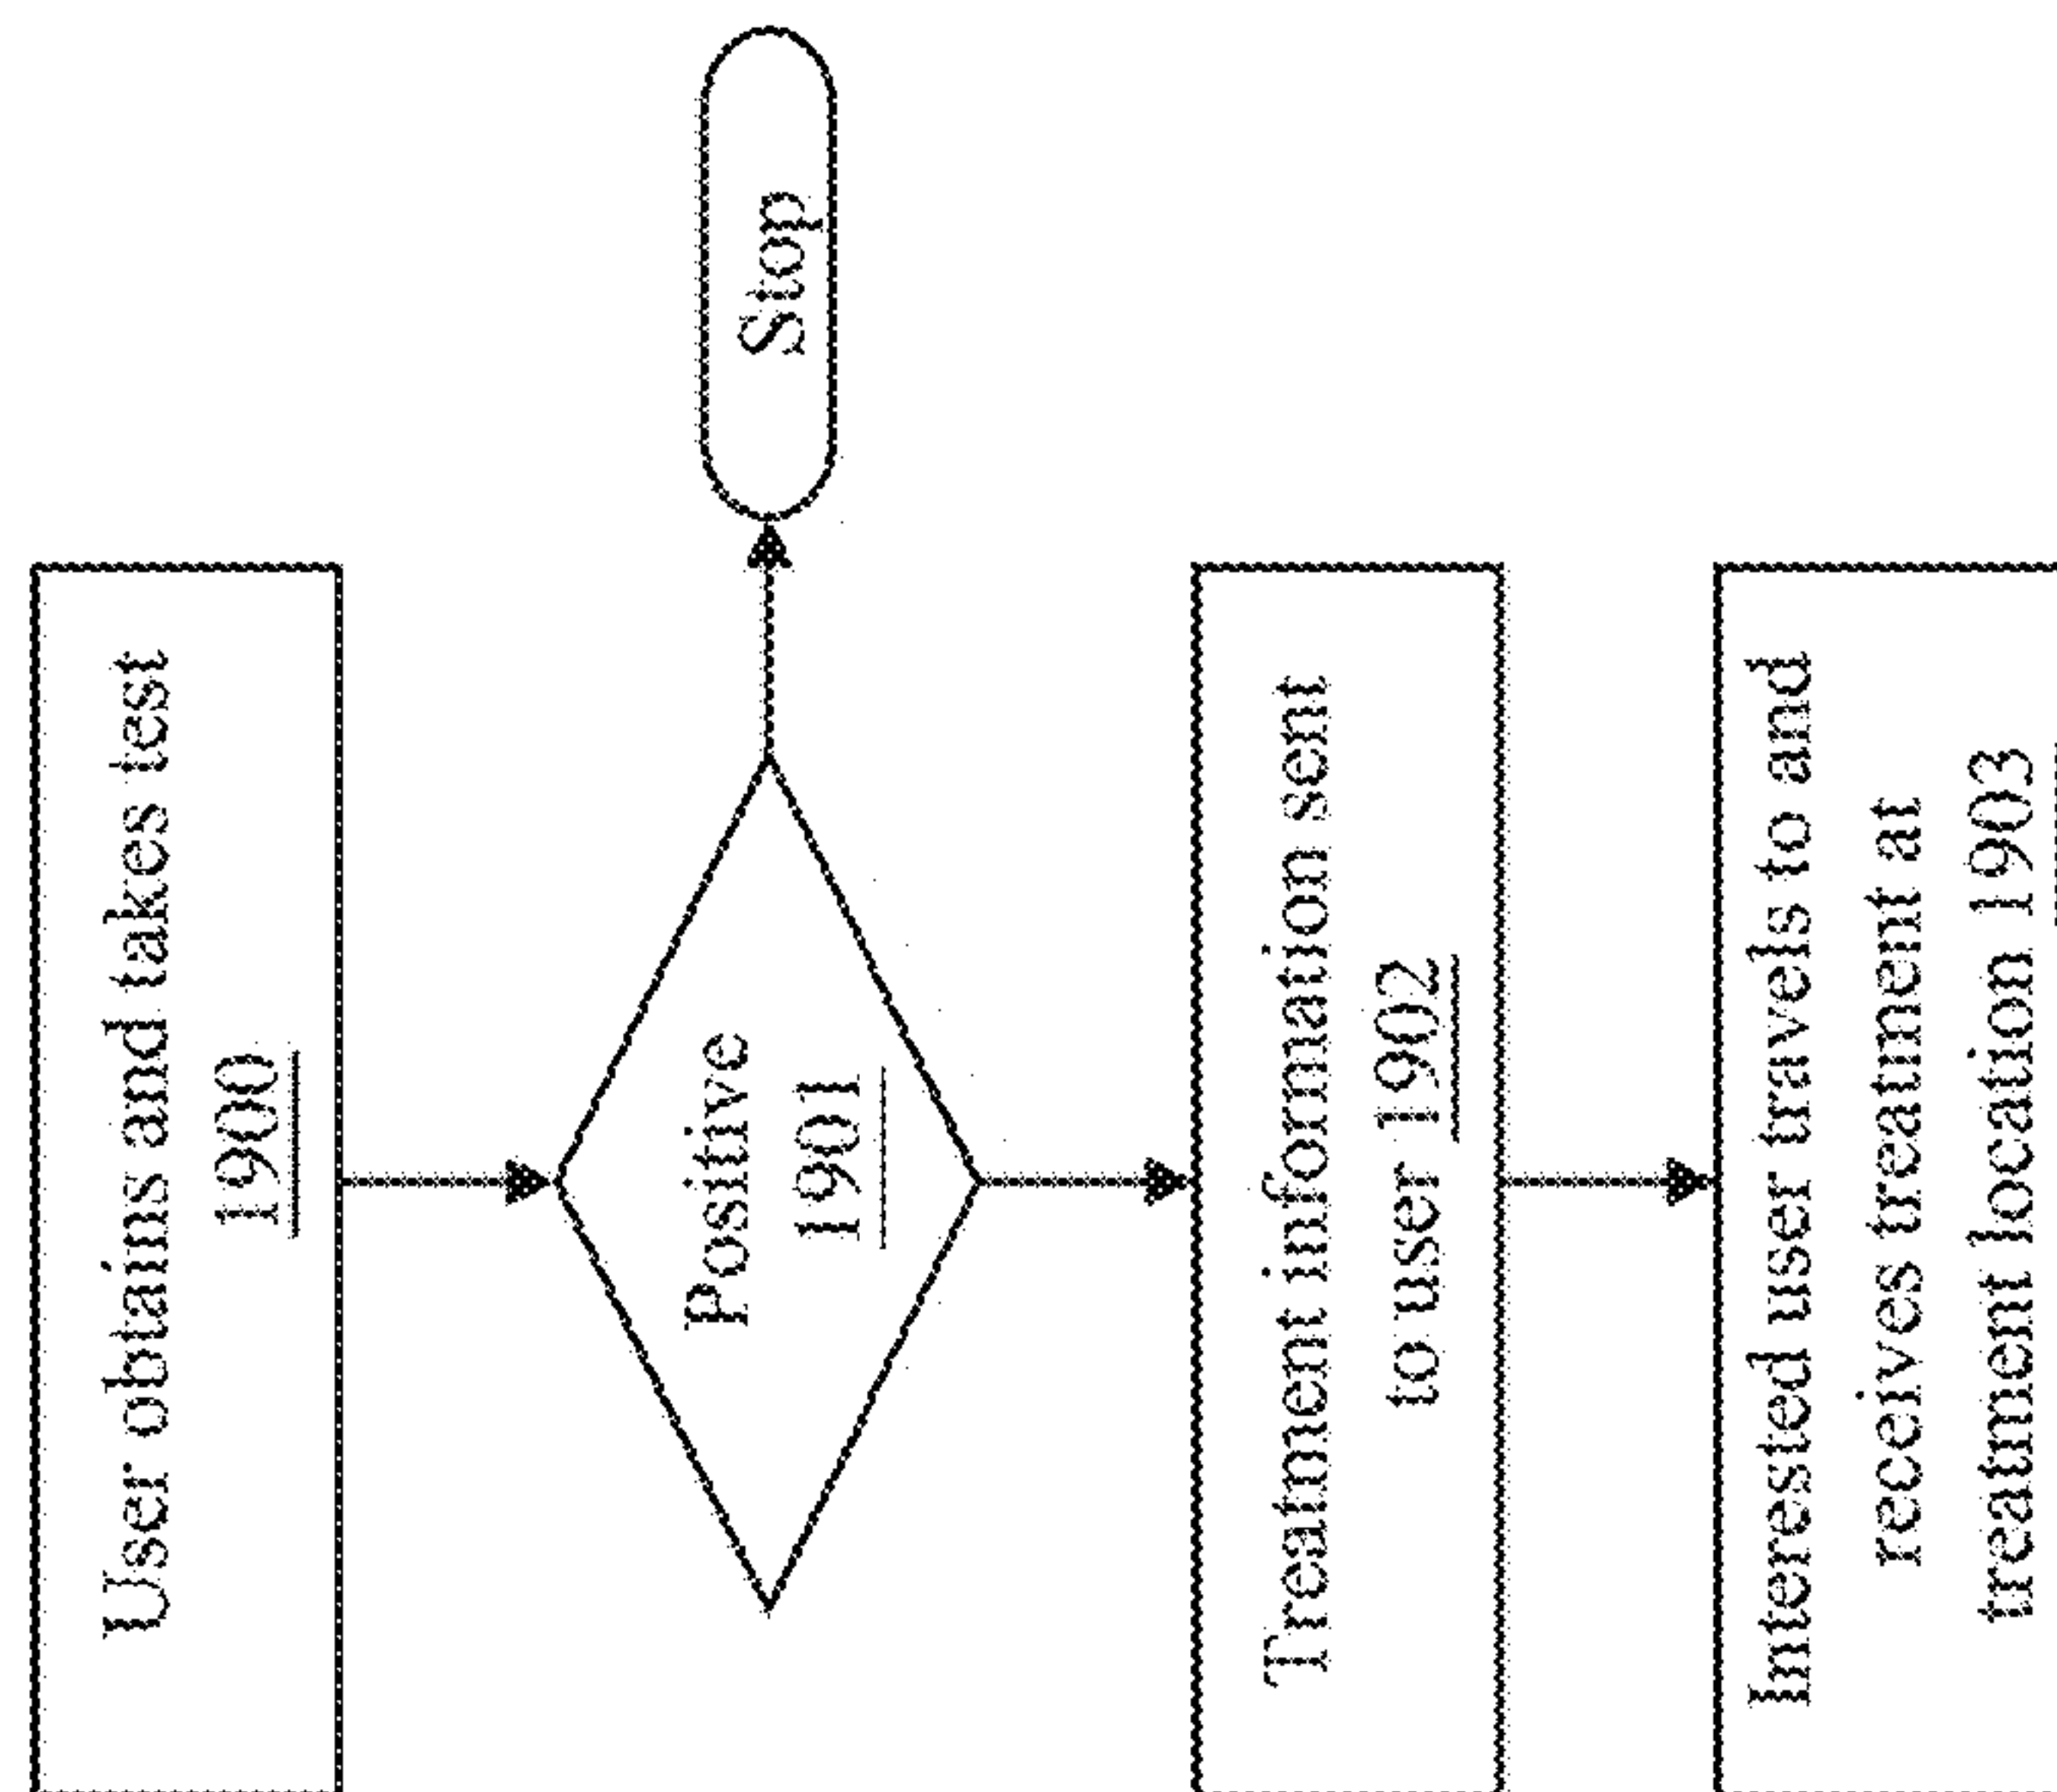 User obtains and takes test
1900
Positive
1901
Stop
Treatment information sent
to user 1902
Interested user travels to and
receives treatment at
treatment location 1903